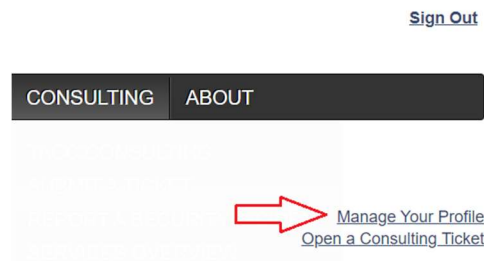 Sign Out
CONSULTING ABOUT
Manage Your Profile
Open a Consulting Ticket